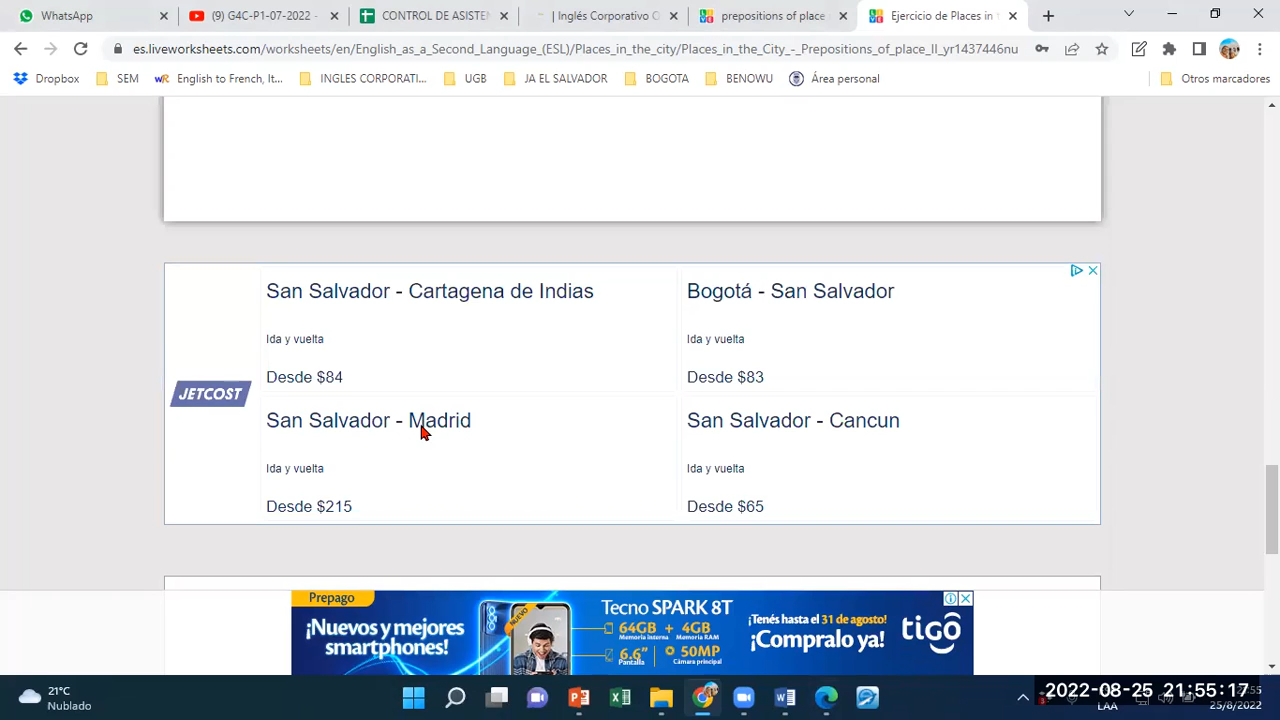 WhatsApp
(9) G4C-P1-07-2022 -
CONTROL DE ASISTEN
| Inglés Corporativo O
prepositions of place
Ejercicio de Places in t
es.liveworksheets.com/worksheets/en/English_as_a_Second_Language_(ESL)/Places_in_the_city/Places_in_the_City_-_Prepositions_of_place_II_yr1437446nu
Dropbox
SEM
English to French, It...
INGLES CORPORATI...
UGB
JA EL SALVADOR
BOGOTA
BENOWU
Área personal
Otros marcadores
San Salvador - Cartagena de Indias
Ida y vuelta
Desde $84
Bogotá - San Salvador
Ida y vuelta
Desde $83
JETCOST
San Salvador - Madrid
Ida y vuelta
Desde $215
San Salvador - Cancun
Ida y vuelta
Desde $65
Prepago
¡Nuevos y mejores
smartphones!
NUEVO
Tecno SPARK 8T
64GB + 4GB
Memoria interna Memoria RAM
6.6" 50MP
Pantalla Cámara principal
¡Tenés hasta el 31 de agosto!
¡Compralo ya!
tigo
21°C
Nublado
2022-08-25 21:55:17
LAA
25/8/2022